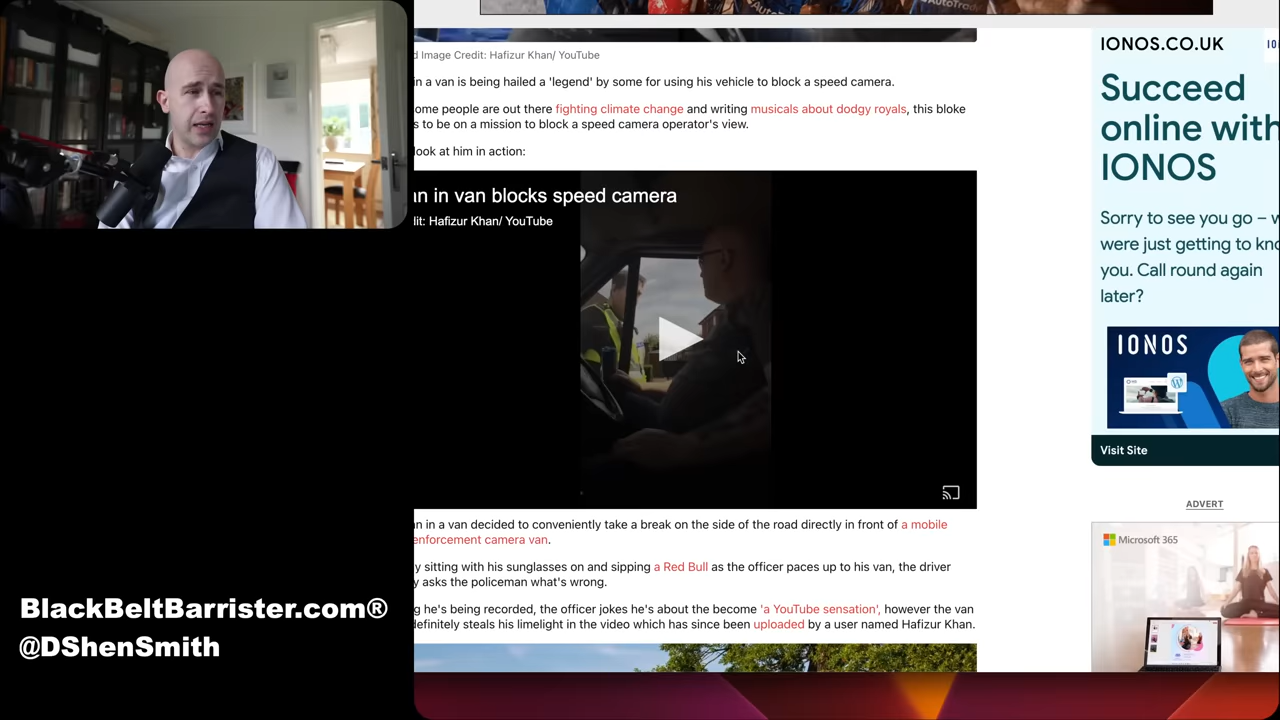 AutoTrad
d Image Credit: Hafizur Khan/ YouTube
in a van is being hailed a 'legend' by some for using his vehicle to block a speed camera.
ome people are out there fighting climate change and writing musicals about dodgy royals, this bloke
s to be on a mission to block a speed camera operator's view.
look at him in action:
an in van blocks speed camera
dit: Hafizur Khan/ YouTube
an in a van decided to conveniently take a break on the side of the road directly in front of a mobile
enforcement camera van.
y sitting with his sunglasses on and sipping a Red Bull as the officer paces up to his van, the driver
y asks the policeman what's wrong.
g he's being recorded, the officer jokes he's about the become 'a YouTube sensation', however the van
definitely steals his limelight in the video which has since been uploaded by a user named Hafizur Khan.
IONOS.CO.UK
Succeed
online with
IONOS
Sorry to see you go – w
were just getting to kno
you. Call round again
later?
IONOS
Visit Site
ADVERT
Microsoft 365
BlackBeltBarrister.com®
@DShenSmith